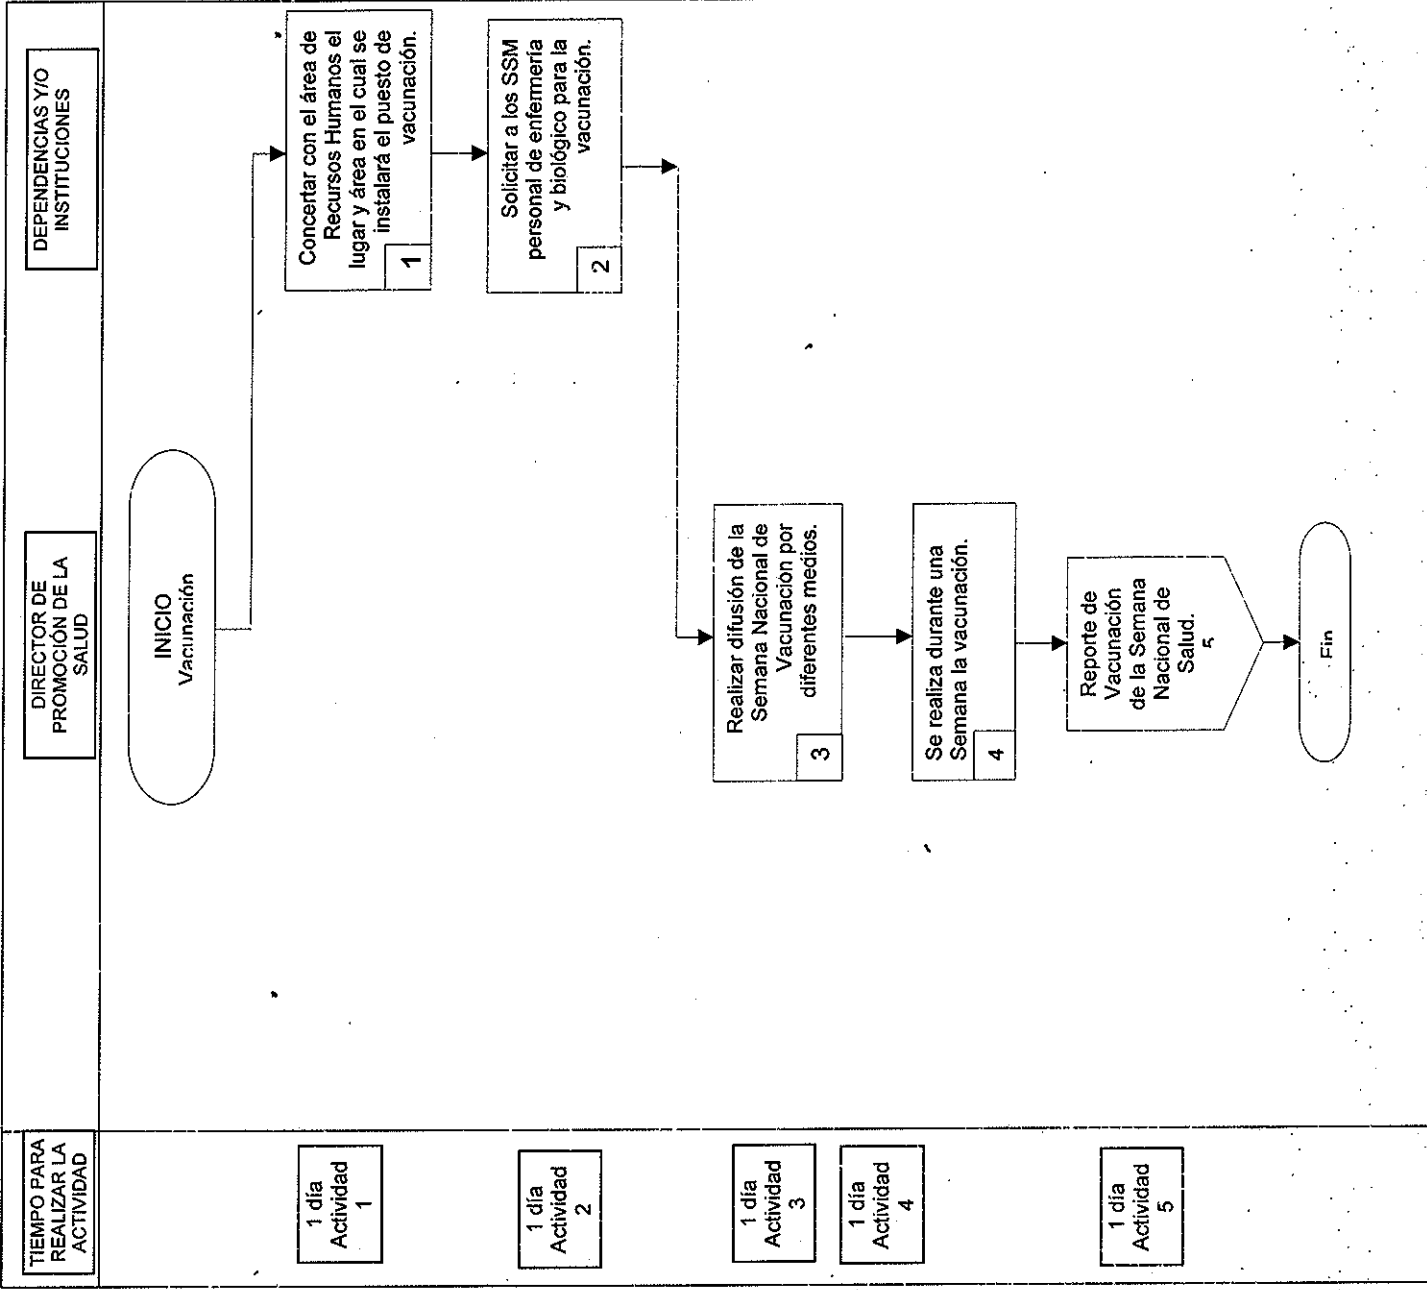 TIEMPO PARA
REALIZAR LA
ACTIVIDAD
DIRECTOR DE
PROMOCIÓN DE LA
SALUD
DEPENDENCIAS Y/O
INSTITUCIONES
INICIO
Vacunación
1 día
Actividad
1
Concertar con el área de
Recursos Humanos el
lugar y área en el cual se
instalará el puesto de
vacunación.
1
1 día
Actividad
2
Solicitar a los SSM
personal de enfermería
y biológico para la
vacunación.
2
1 día
Actividad
3
Realizar difusión de la
Semana Nacional de
Vacunación por
diferentes medios.
3
1 día
Actividad
4
Se realiza durante una
Semana la vacunación.
4
1 día
Actividad
5
Reporte de
Vacunación
de la Semana
Nacional de
Salud.
5
Fin